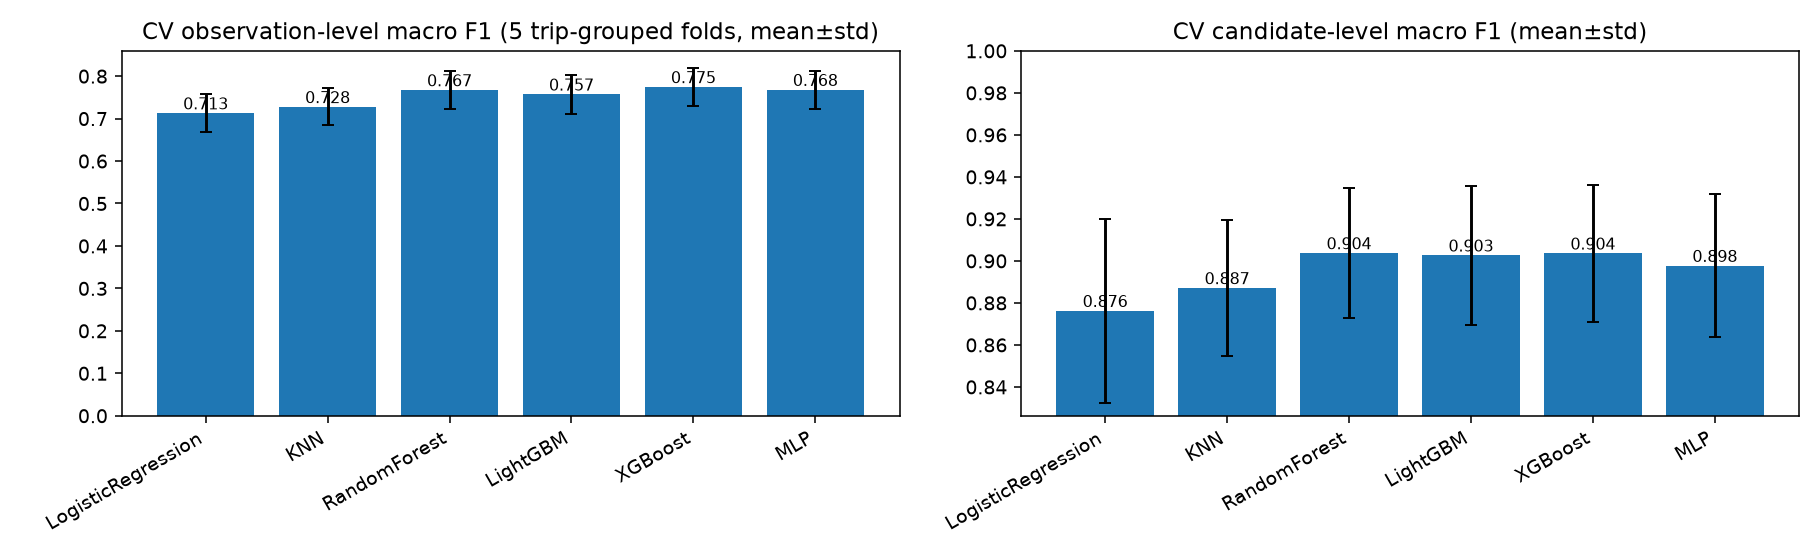 CV observation-level macro F1 (5 trip-grouped folds, mean±std)
0.8
0.7
0.6
0.5
0.4
0.3
0.2
0.1
0.0
0.713
0.728
0.767
0.757
0.775
0.768
LogisticRegression
KNN
RandomForest
LightGBM
XGBoost
MLP
CV candidate-level macro F1 (mean±std)
1.00
0.98
0.96
0.94
0.92
0.90
0.88
0.86
0.84
0.876
0.887
0.904
0.903
0.904
0.898
LogisticRegression
KNN
RandomForest
LightGBM
XGBoost
MLP